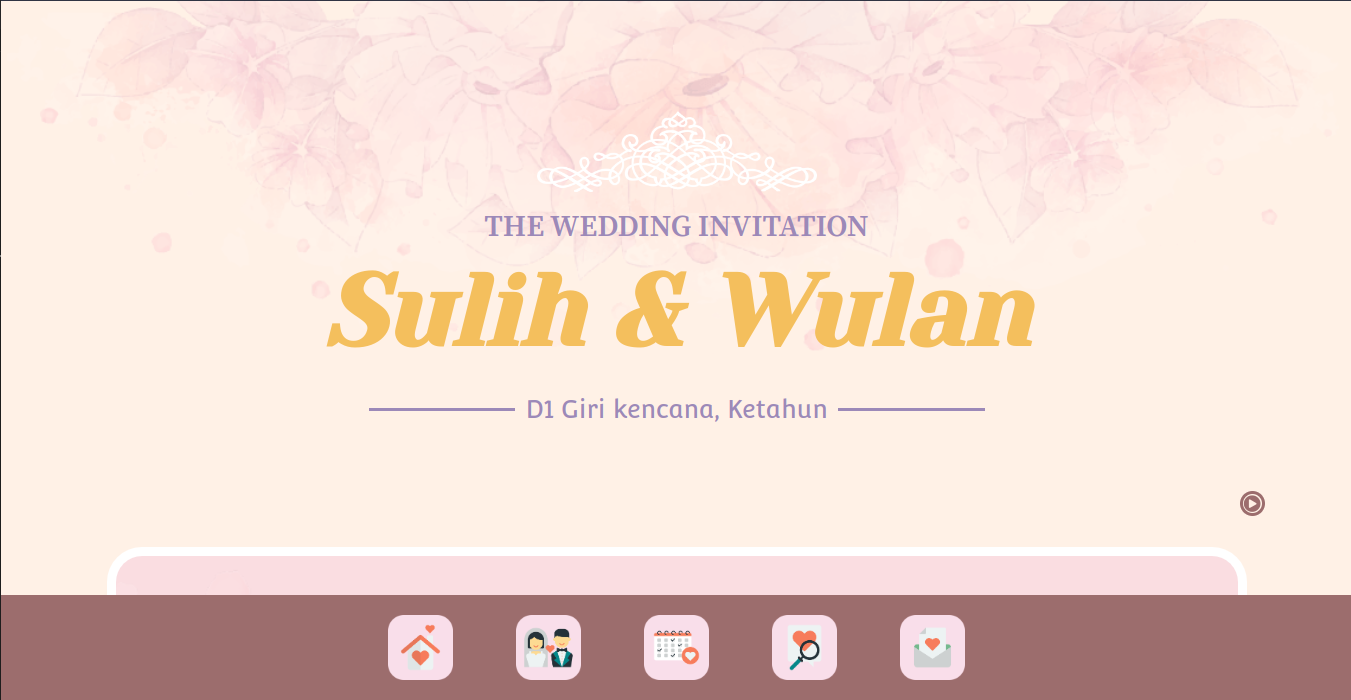 THE WEDDING INVITATION
Sulih & Wulan
D1 Giri kencana, Ketahun